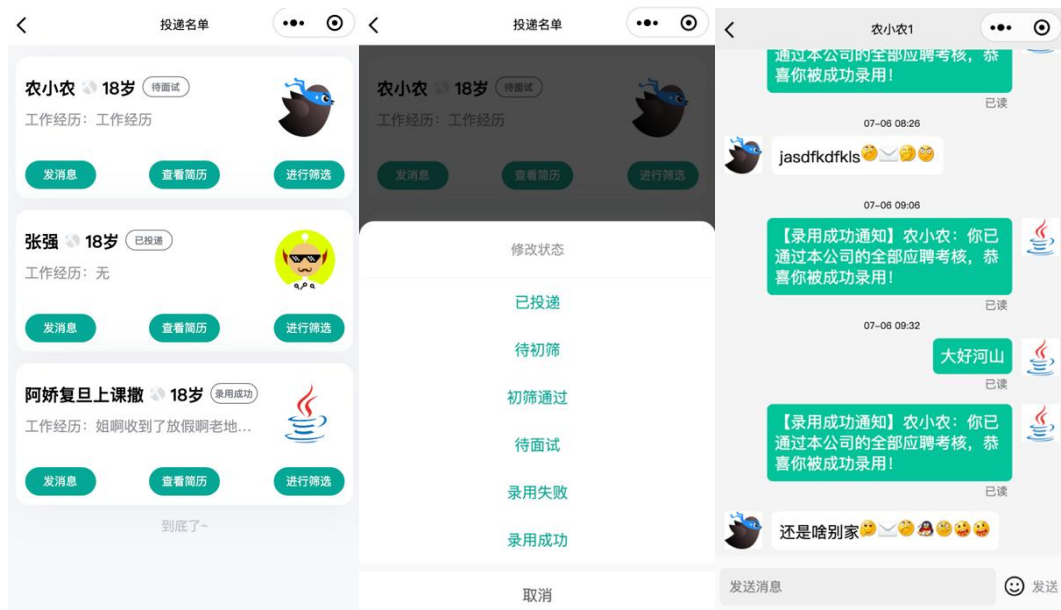 投递名单
农小农 18岁 待面试
工作经历：工作经历
发消息 查看简历 进行筛选
张强 18岁 已投递
工作经历：无
发消息 查看简历 进行筛选
阿娇复旦上课撒 18岁 录用成功
工作经历：姐啊收到了放假啊老地...
发消息 查看简历 进行筛选
到底了~
投递名单
农小农 18岁 待面试
工作经历：工作经历
发消息 查看简历 进行筛选
修改状态
已投递
待初筛
初筛通过
待面试
录用失败
录用成功
取消
农小农1
通过本公司的全部应聘考核，恭
喜你被成功录用！
已读
07-06 08:26
jasdfkdfkls
07-06 09:06
【录用成功通知】农小农：你已
通过本公司的全部应聘考核，恭
喜你被成功录用！
已读
07-06 09:32
大好河山
已读
【录用成功通知】农小农：你已
通过本公司的全部应聘考核，恭
喜你被成功录用！
已读
还是啥别家
发送消息 发送